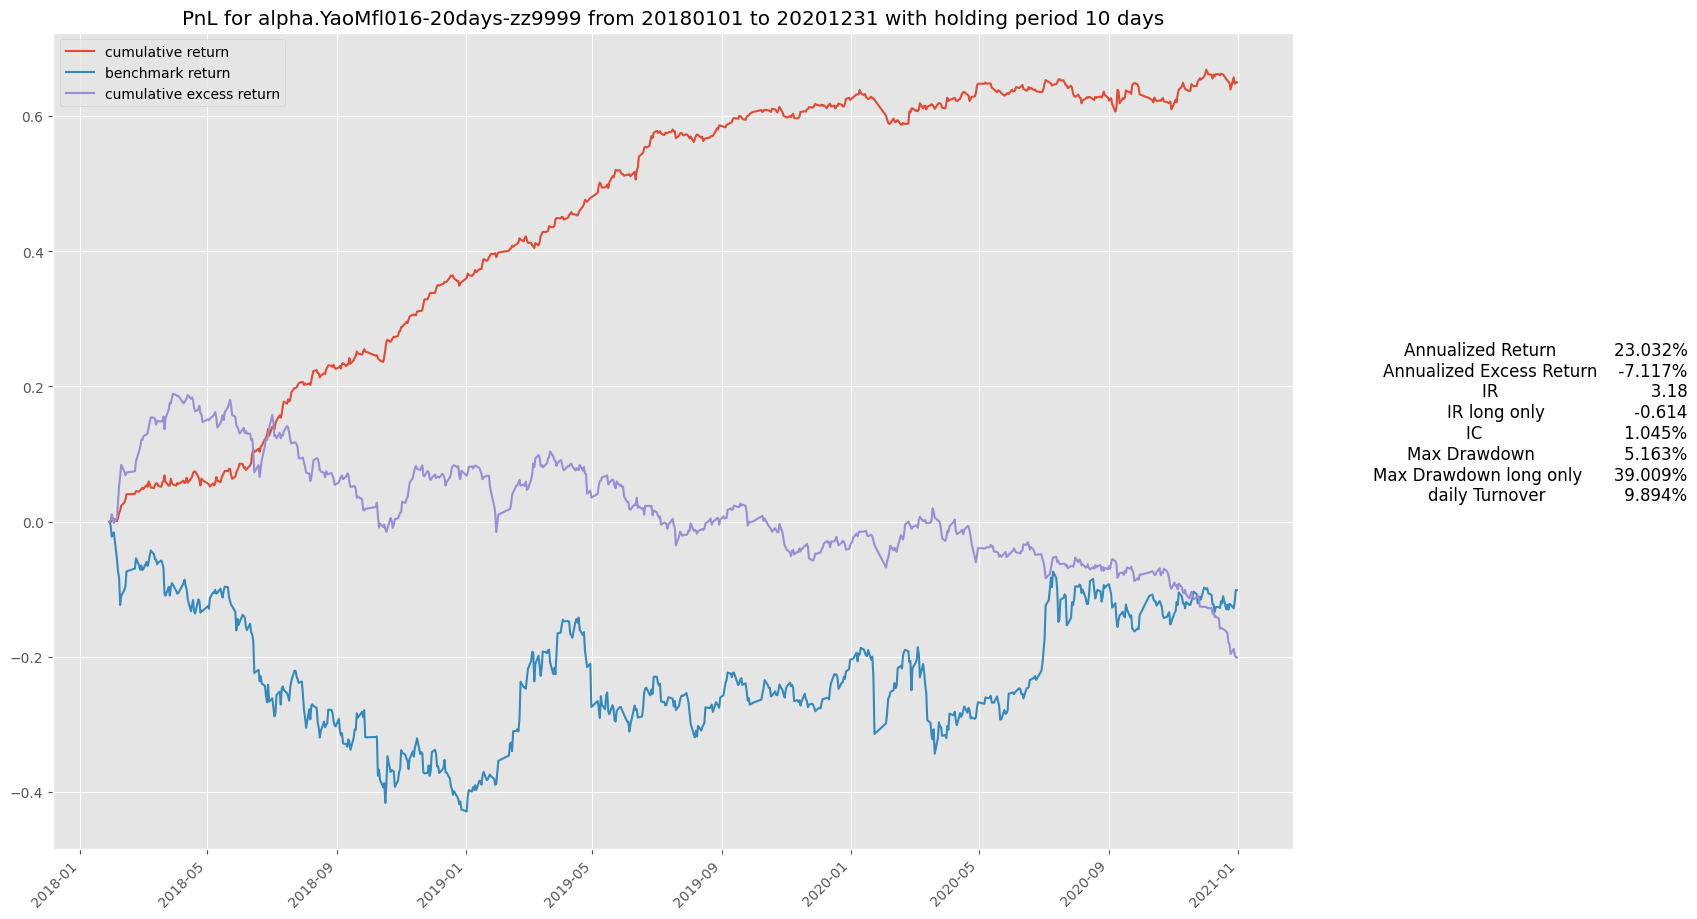 PnL for alpha.YaoMfl016-20days-zz9999 from 20180101 to 20201231 with holding period 10 days
cumulative return
benchmark return
cumulative excess return
0.6
0.4
0.2
0.0
−0.2
−0.4
2018-01
2018-05
2018-09
2019-01
2019-05
2019-09
2020-01
2020-05
2020-09
2021-01
Annualized Return 23.032%
Annualized Excess Return -7.117%
IR 3.18
IR long only -0.614
IC 1.045%
Max Drawdown 5.163%
Max Drawdown long only 39.009%
daily Turnover 9.894%